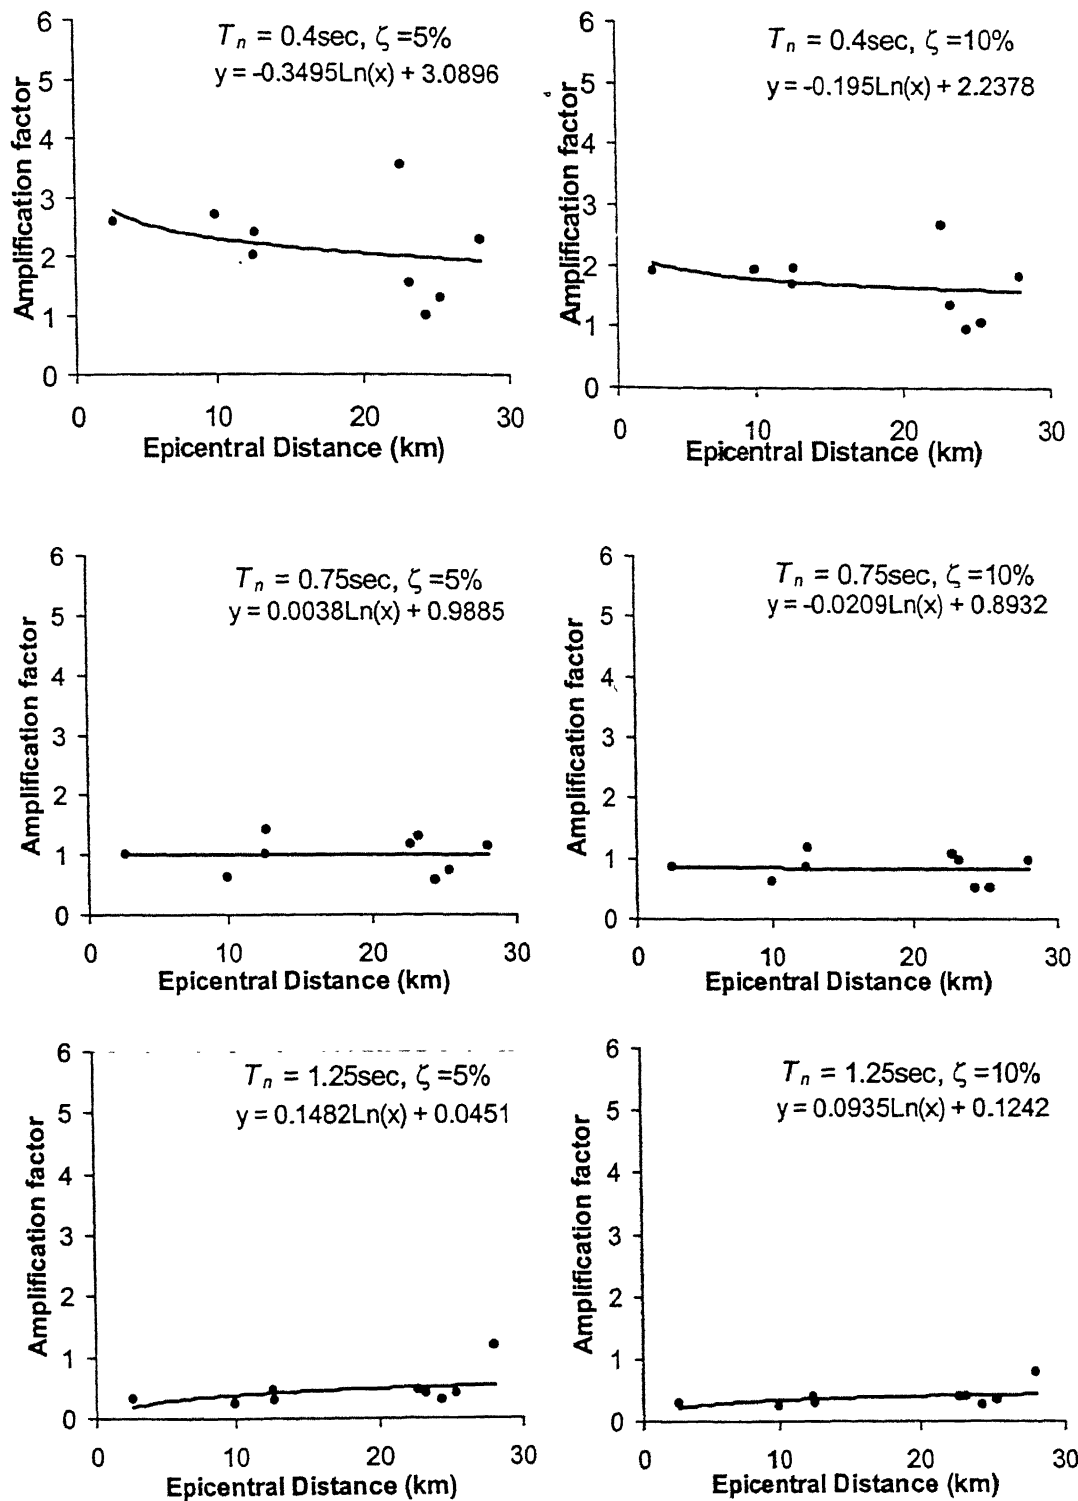 T_n = 0.4sec, ζ =5%
y = -0.3495Ln(x) + 3.0896
6
5
4
3
2
1
0
Amplification factor
0 10 20 30
Epicentral Distance (km)
T_n = 0.4sec, ζ =10%
y = -0.195Ln(x) + 2.2378
6
5
4
3
2
1
0
Amplification factor
0 10 20 30
Epicentral Distance (km)
T_n = 0.75sec, ζ =5%
y = 0.0038Ln(x) + 0.9885
6
5
4
3
2
1
0
Amplification factor
0 10 20 30
Epicentral Distance (km)
T_n = 0.75sec, ζ =10%
y = -0.0209Ln(x) + 0.8932
6
5
4
3
2
1
0
Amplification factor
0 10 20 30
Epicentral Distance (km)
T_n = 1.25sec, ζ =5%
y = 0.1482Ln(x) + 0.0451
6
5
4
3
2
1
0
Amplification factor
0 10 20 30
Epicentral Distance (km)
T_n = 1.25sec, ζ =10%
y = 0.0935Ln(x) + 0.1242
6
5
4
3
2
1
0
Amplification factor
0 10 20 30
Epicentral Distance (km)